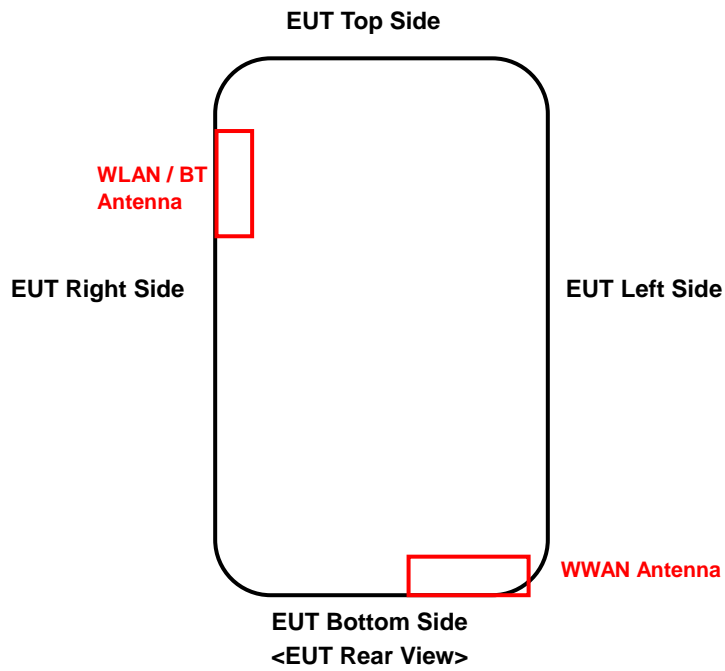 EUT Top Side
WLAN / BT
Antenna
EUT Right Side
EUT Left Side
WWAN Antenna
EUT Bottom Side
<EUT Rear View>